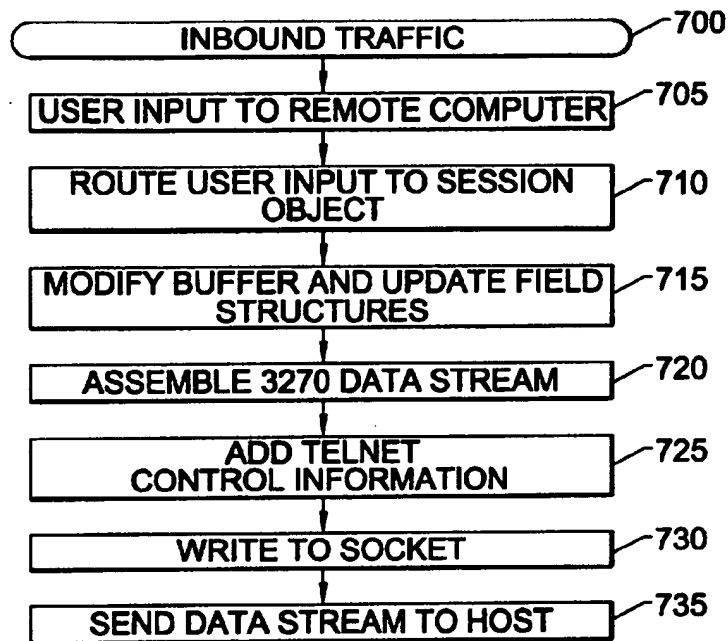 INBOUND TRAFFIC
700
USER INPUT TO REMOTE COMPUTER
705
ROUTE USER INPUT TO SESSION
OBJECT
710
MODIFY BUFFER AND UPDATE FIELD
STRUCTURES
715
ASSEMBLE 3270 DATA STREAM
720
ADD TELNET
CONTROL INFORMATION
725
WRITE TO SOCKET
730
SEND DATA STREAM TO HOST
735